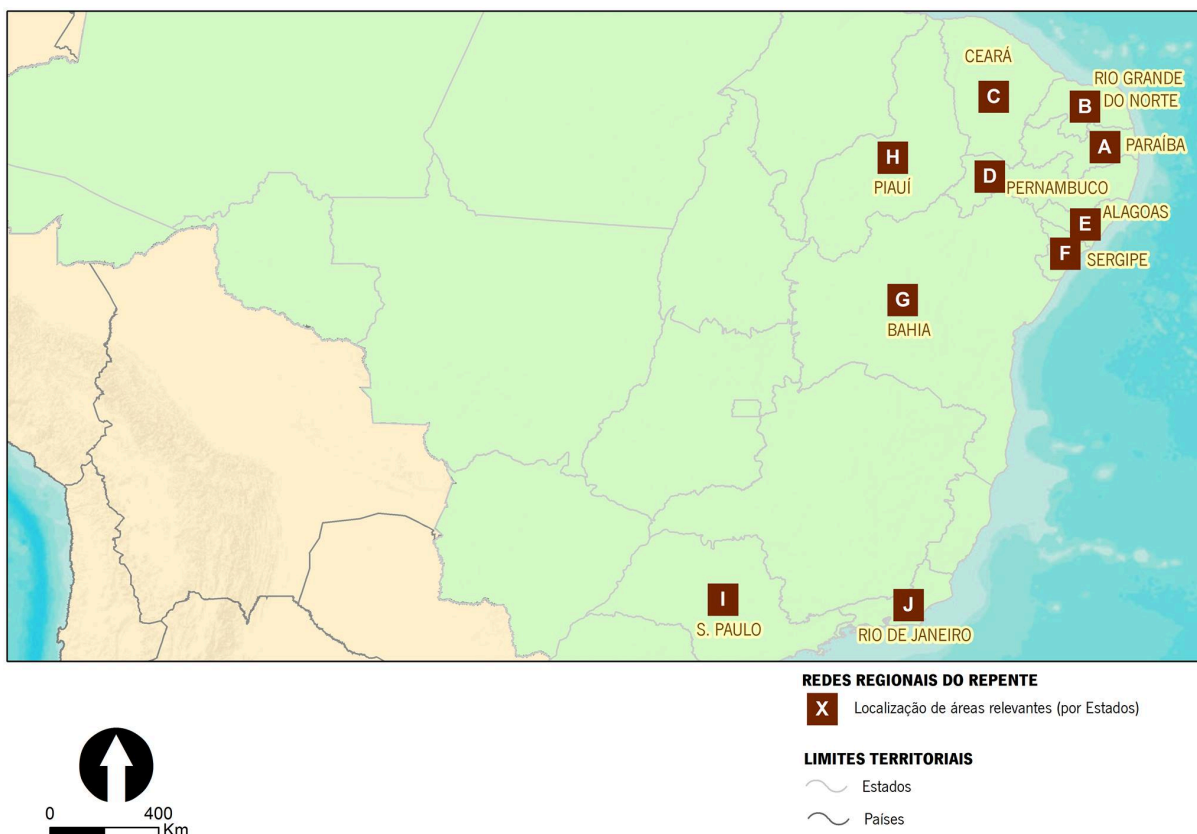 CEARÁ
C
RIO GRANDE
DO NORTE
B
A
PARAÍBA
H
PIAUÍ
D
PERNAMBUCO
ALAGOAS
E
F
SERGIPE
G
BAHIA
I
S. PAULO
J
RIO DE JANEIRO
REDES REGIONAIS DO REPENTE
X Localização de áreas relevantes (por Estados)
LIMITES TERRITORIAIS
Estados
Países
0 400
Km